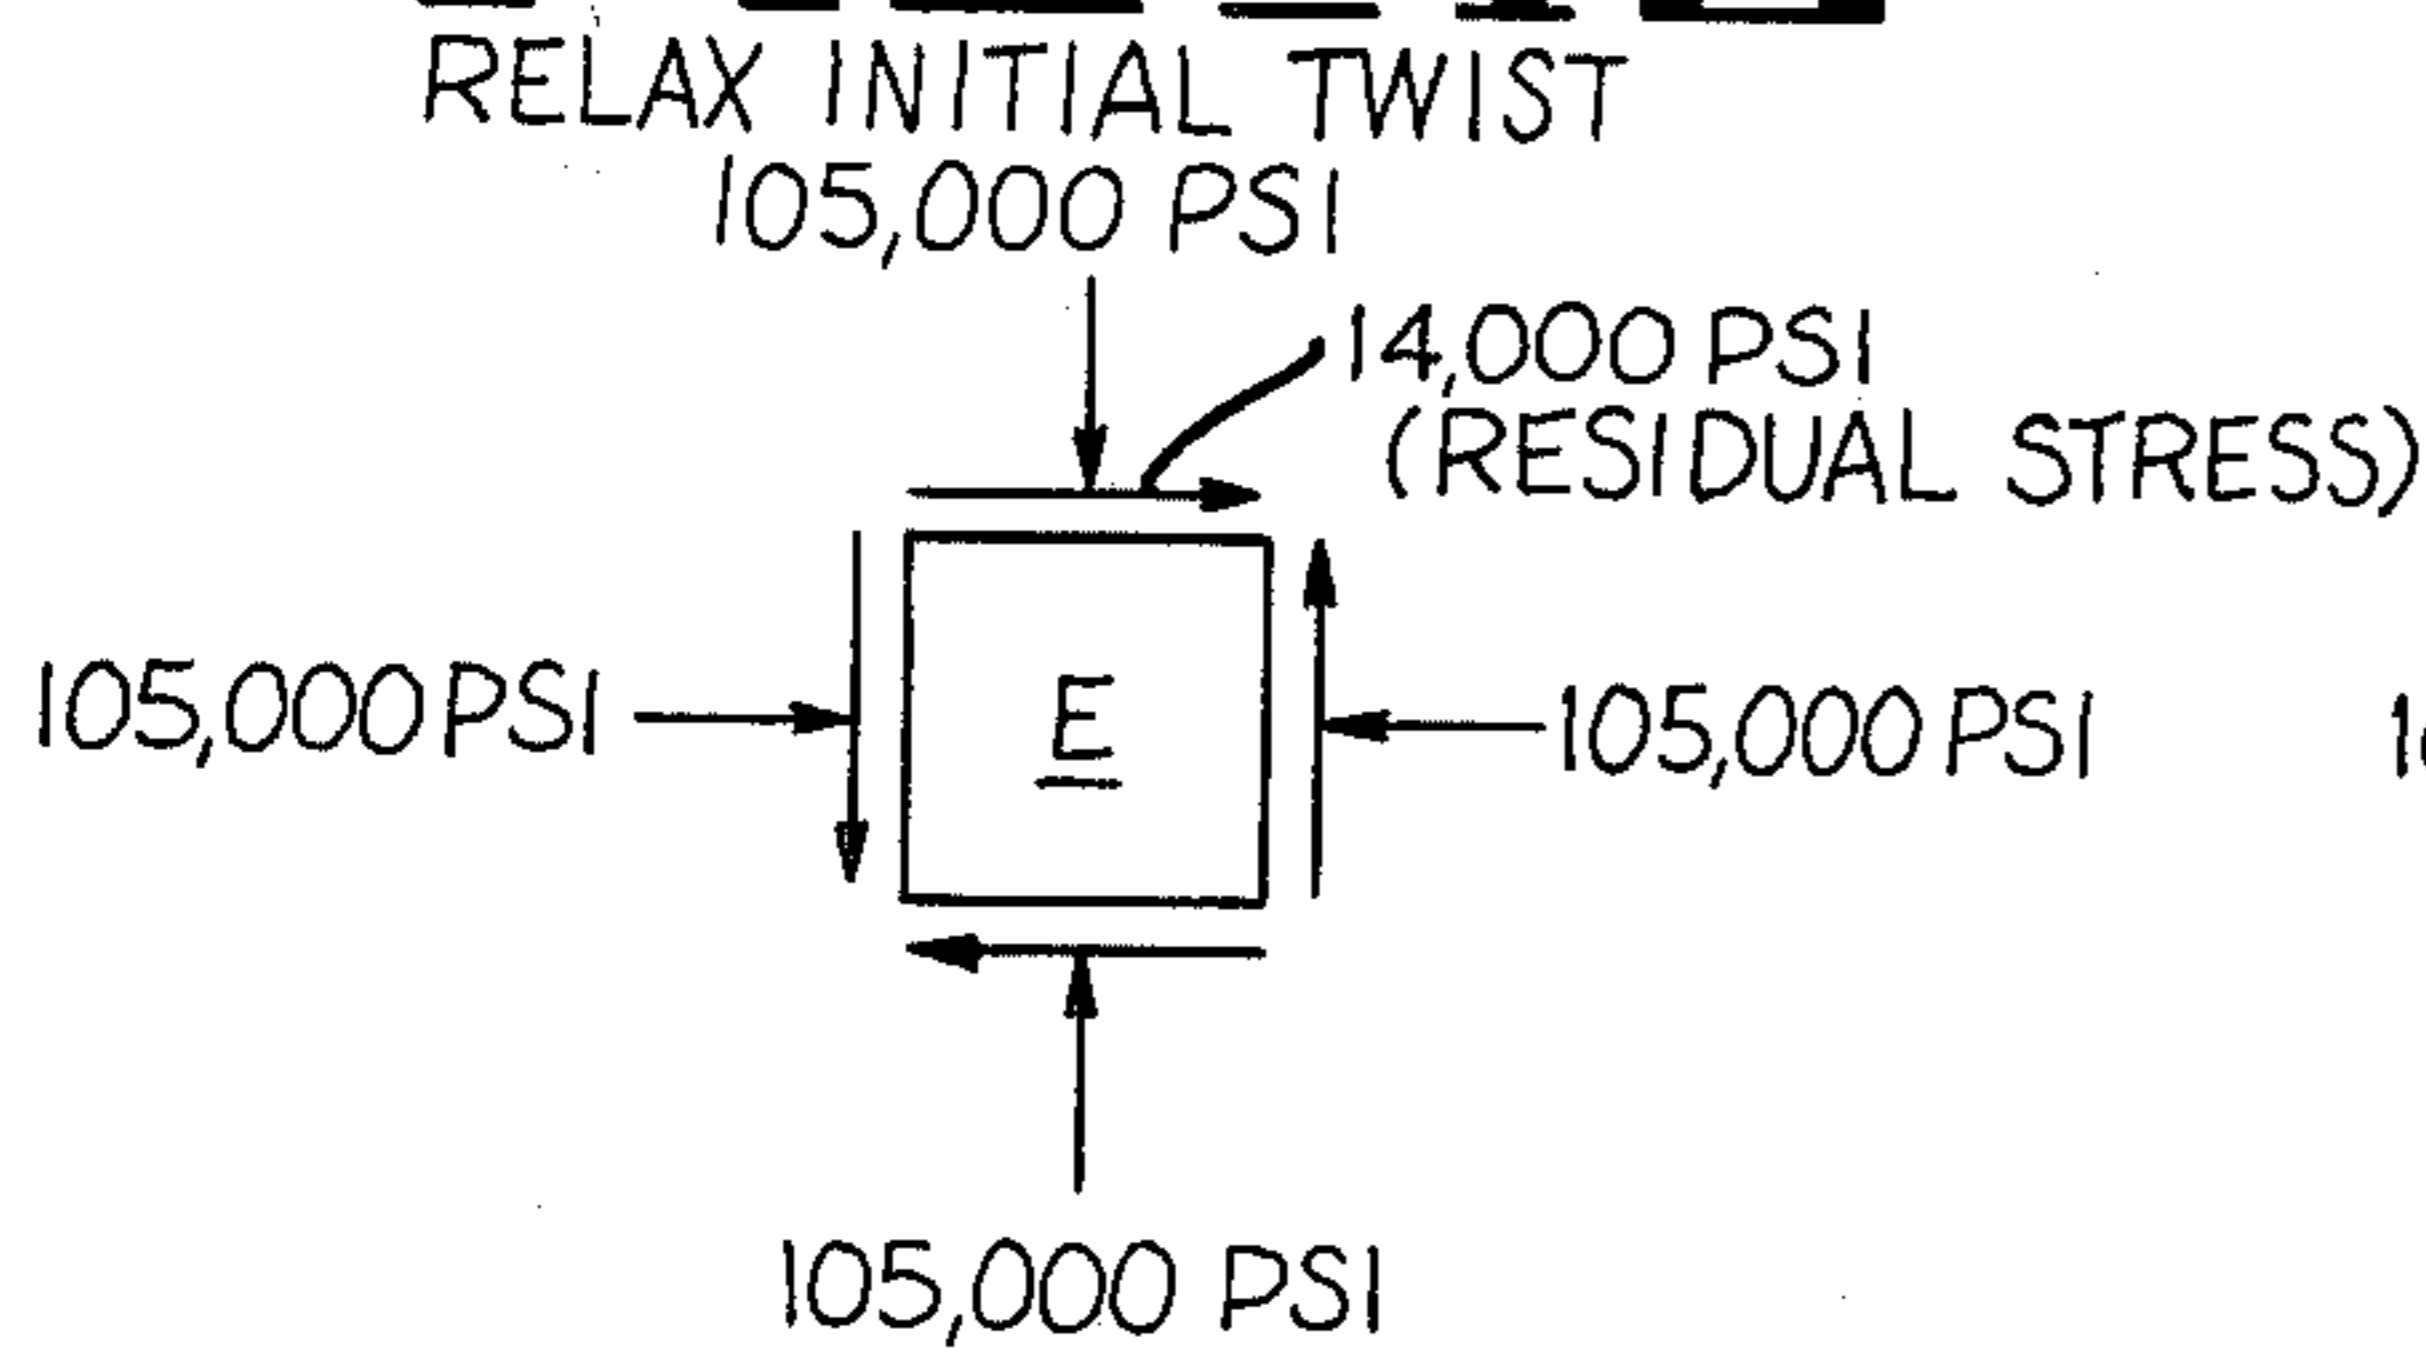 RELAX INITIAL TWIST
105,000 PSI
14,000 PSI
(RESIDUAL STRESS)
E
105,000 PSI
105,000 PSI
105,000 PSI